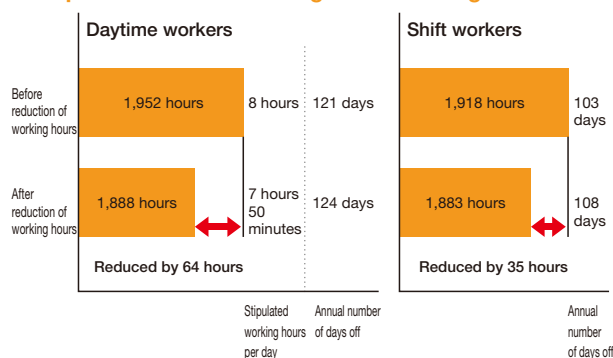 Daytime workers
Shift workers
Before
reduction of
working hours
1,952 hours
8 hours
121 days
1,918 hours
103
days
After
reduction of
working hours
1,888 hours
7 hours
50
minutes
124 days
1,883 hours
108
days
Reduced by 64 hours
Reduced by 35 hours
Stipulated
working hours
per day
Annual number
of days off
Annual
number
of days off